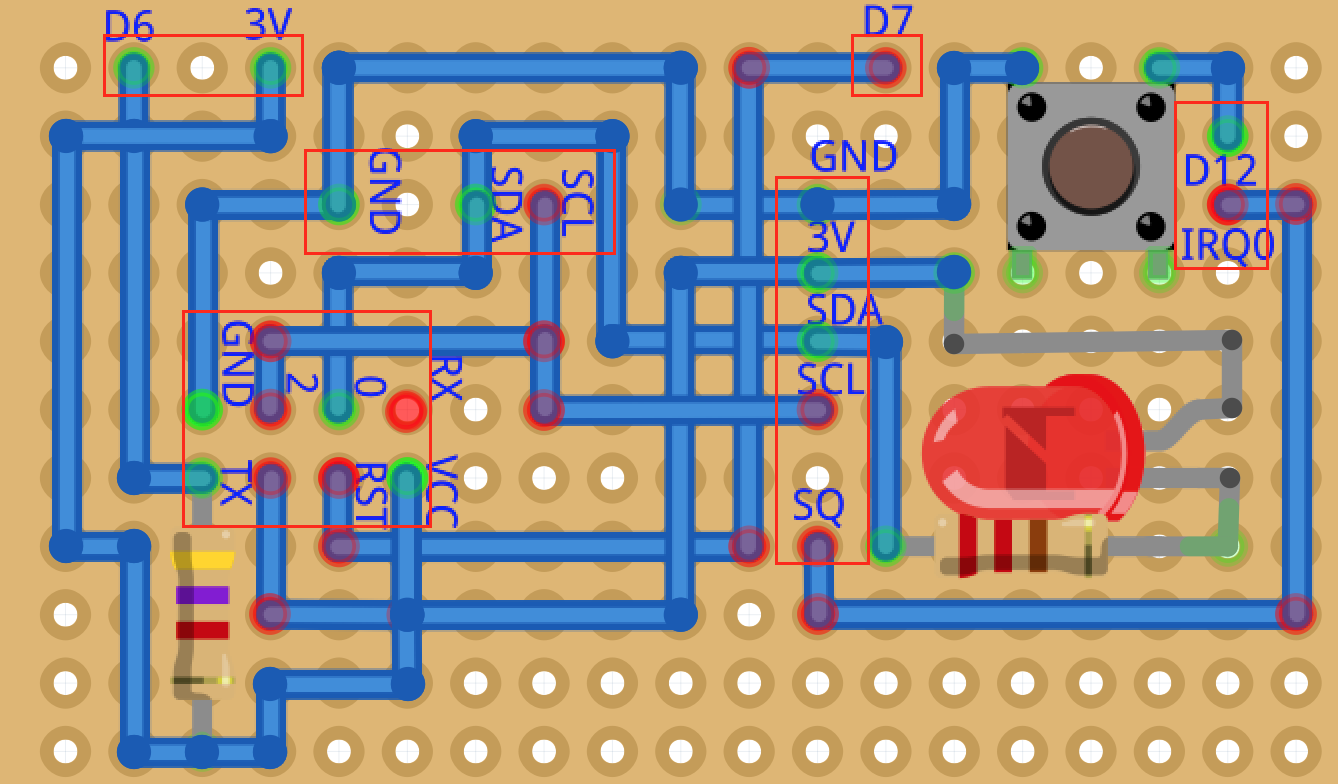 D6
3V
D7
GND
SDA
SCL
GND
3V
SDA
SCL
SQ
D12
IRQ0
GND
2
0
RX
TX
RST
VCC